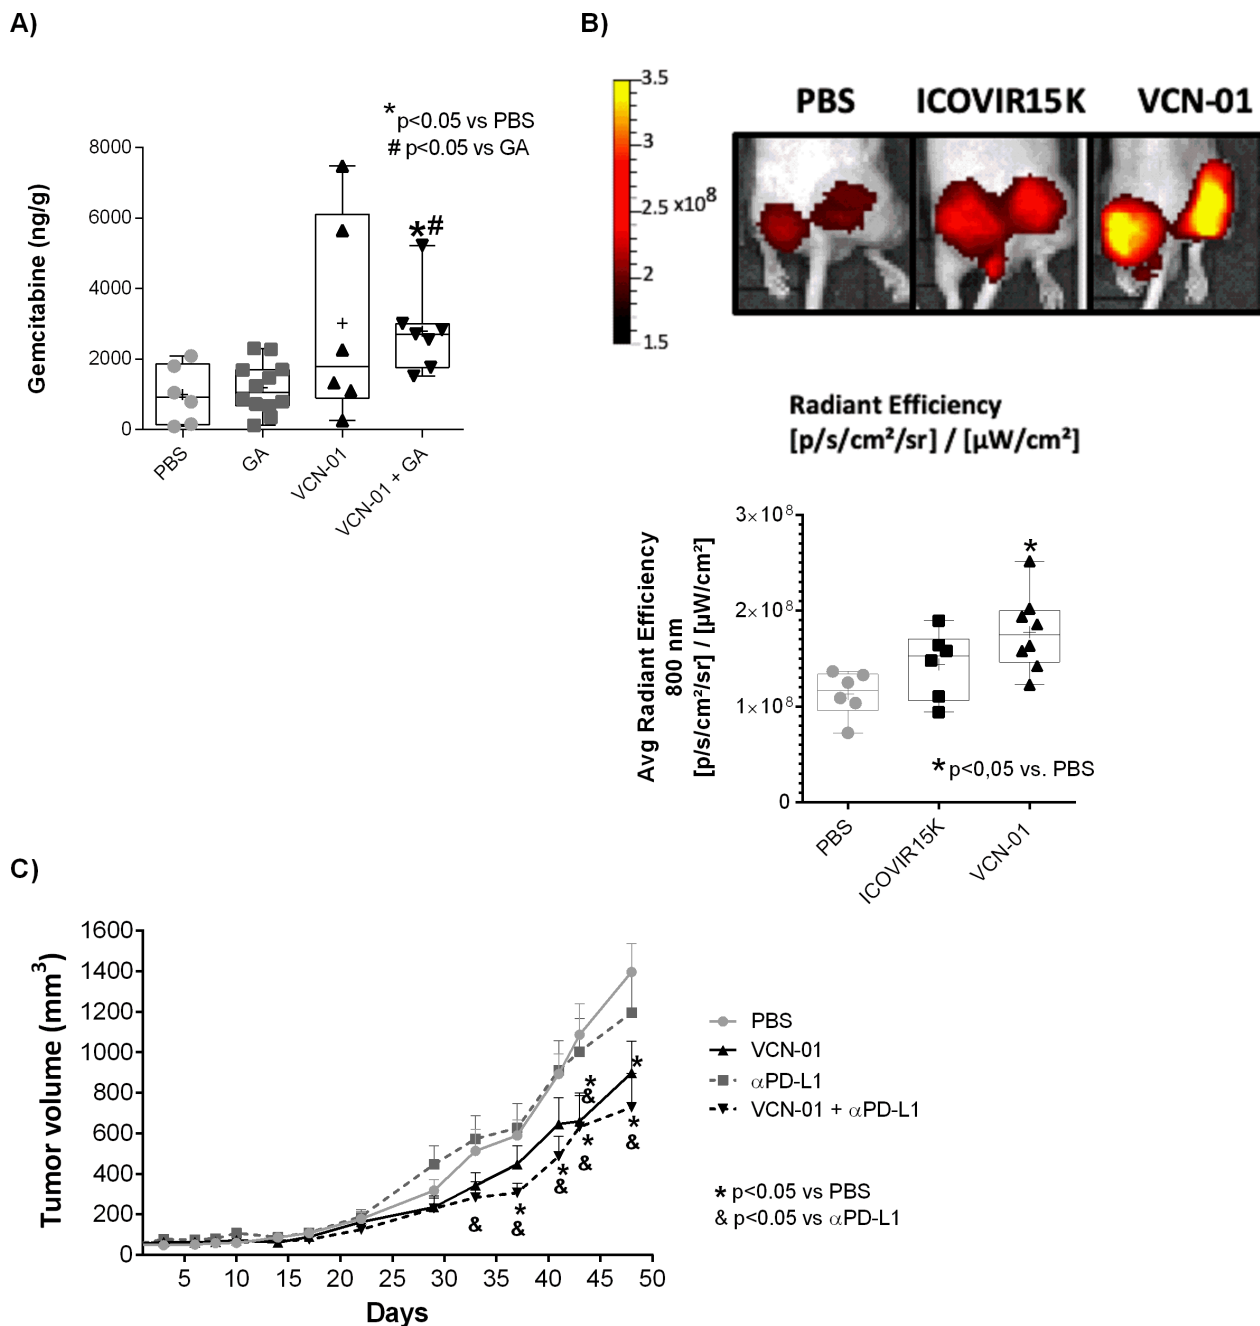 A)
* p<0.05 vs PBS
# p<0.05 vs GA
Gemcitabine (ng/g)
8000
6000
4000
2000
0
*#
PBS
GA
VCN-01
VCN-01 + GA
B)
3.5
3
2.5 x10⁸
2
1.5
PBS
ICOVIR15K
VCN-01
Radiant Efficiency
[p/s/cm²/sr] / [µW/cm²]
Avg Radiant Efficiency
800 nm
[p/s/cm²/sr] / [µW/cm²]
3×10⁸
2×10⁸
1×10⁸
0
*
* p<0,05 vs. PBS
PBS
ICOVIR15K
VCN-01
C)
Tumor volume (mm³)
1600
1400
1200
1000
800
600
400
200
0
&
*
&
*
&
*
&
*
&
*
*
&
5
10
15
20
25
30
35
40
45
50
Days
PBS
VCN-01
αPD-L1
VCN-01 + αPD-L1
* p<0.05 vs PBS
& p<0.05 vs αPD-L1